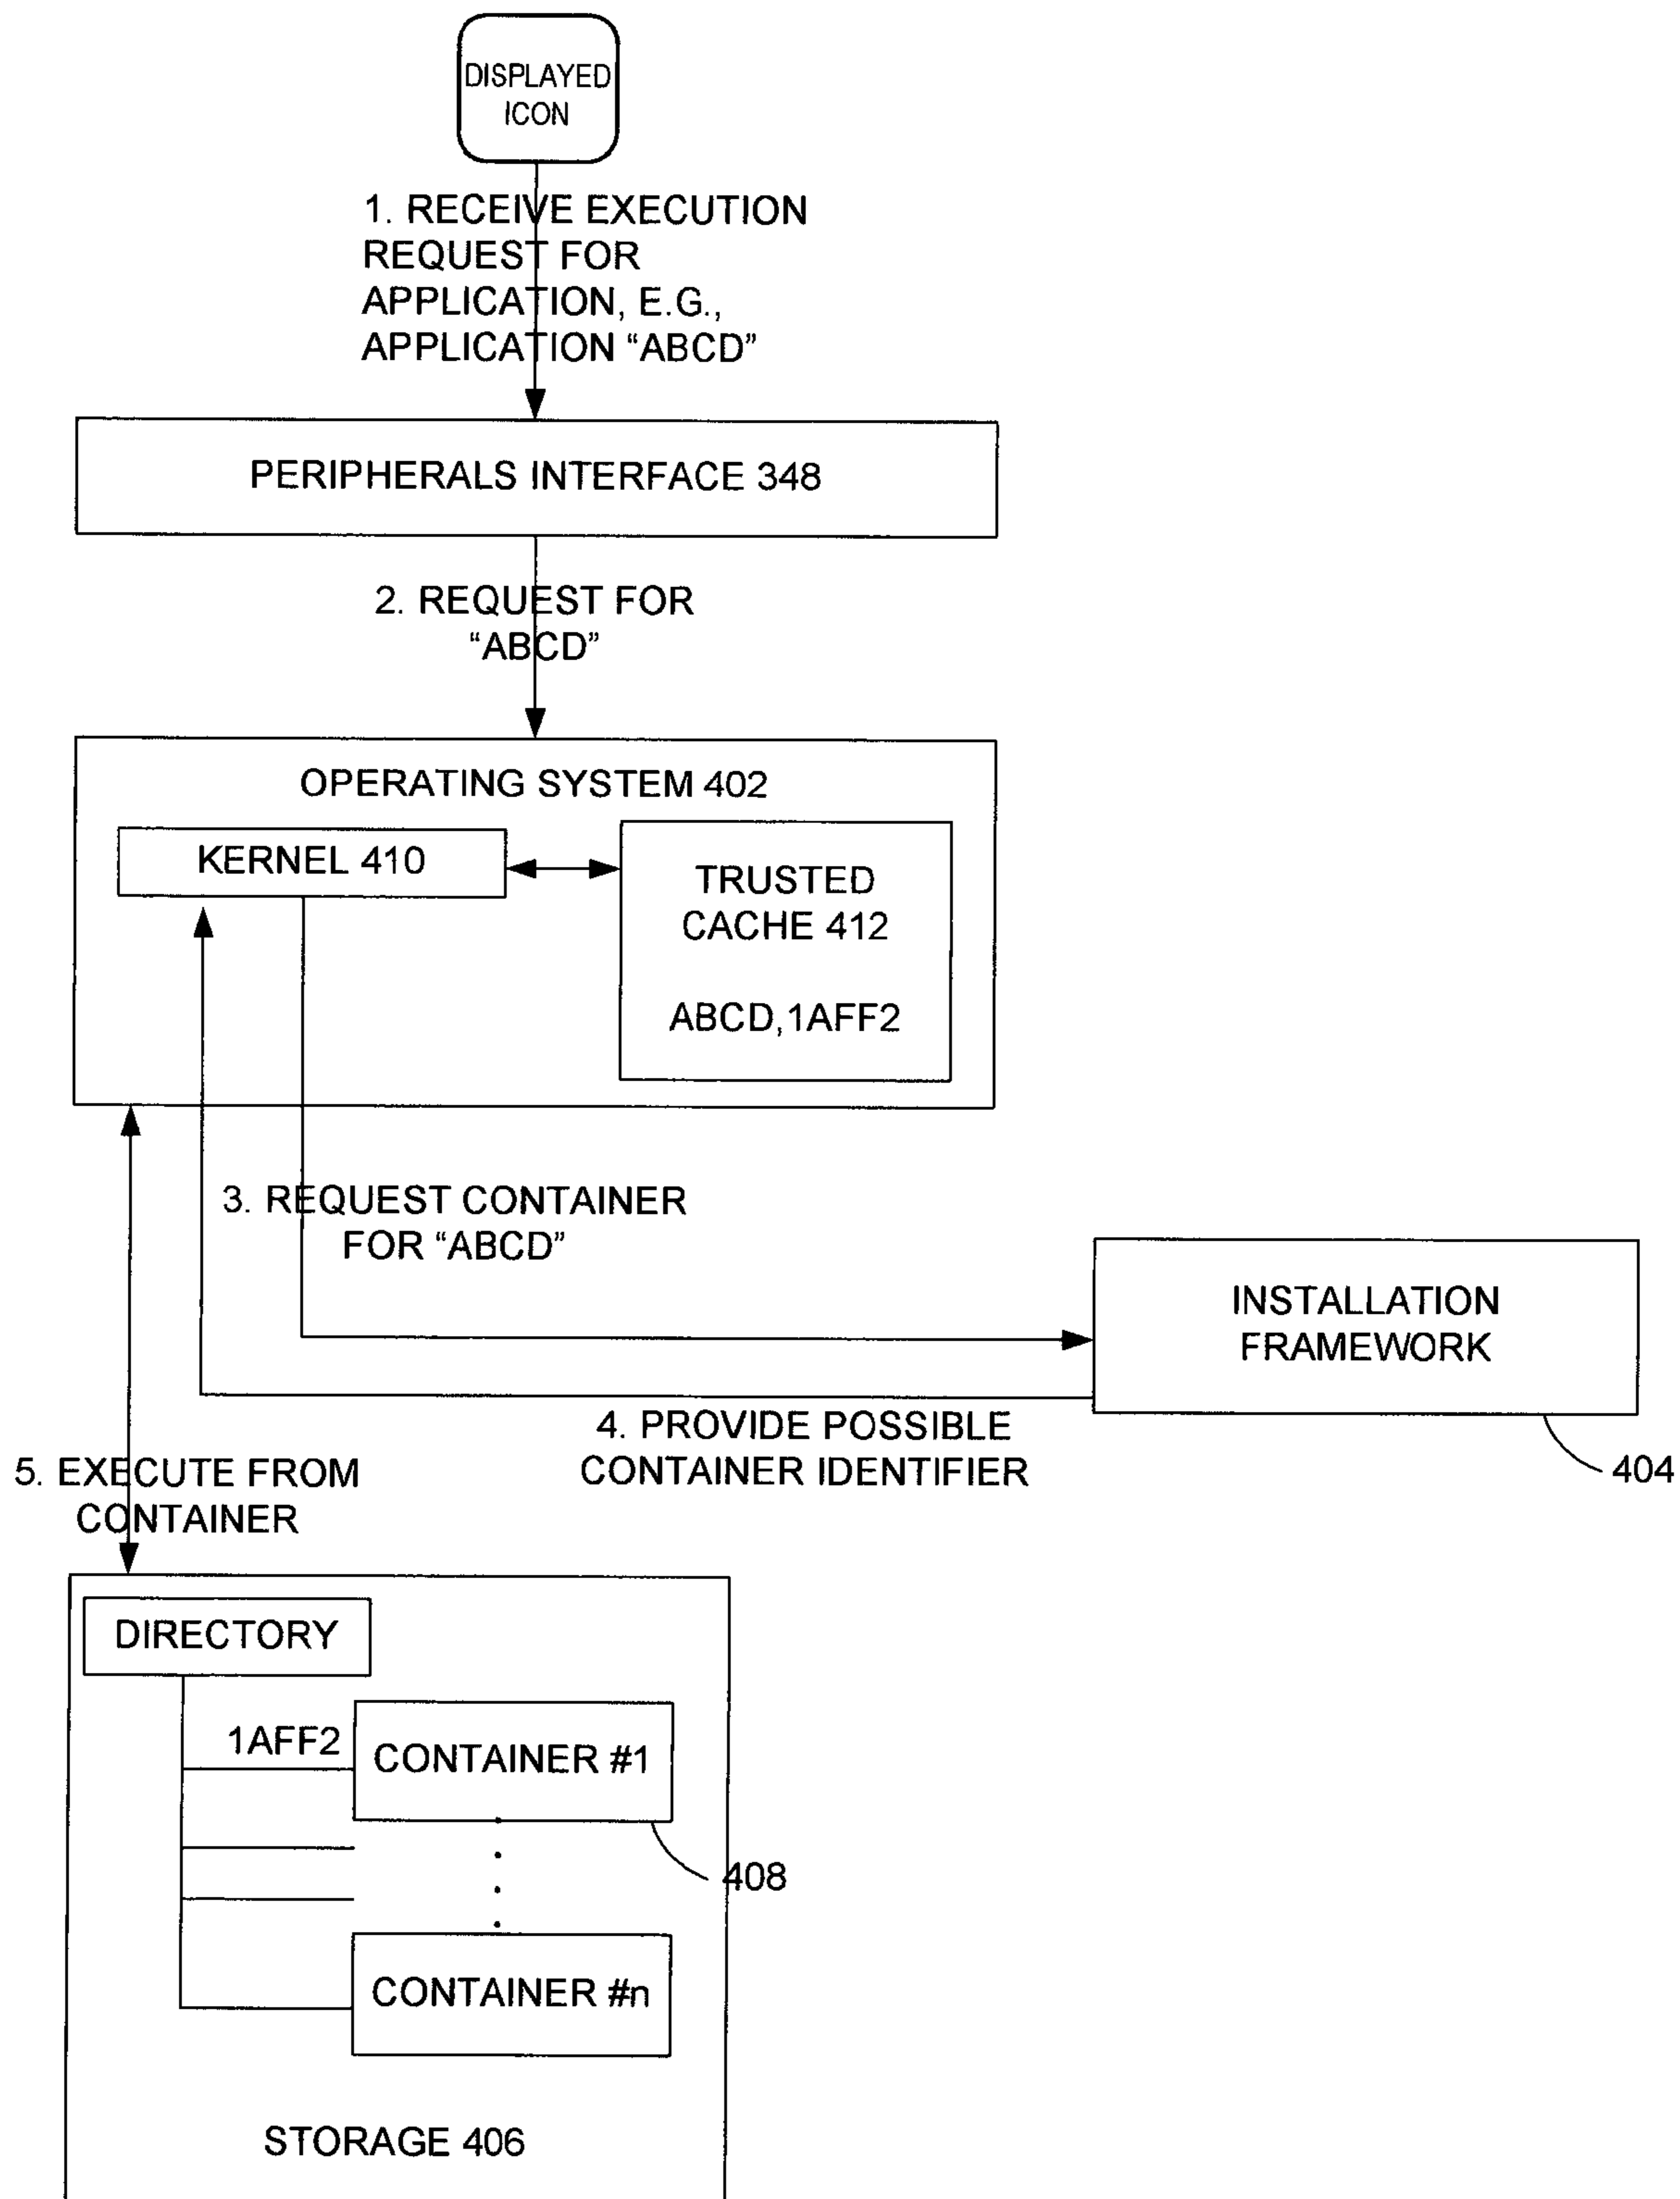 DISPLAYED
ICON
1. RECEIVE EXECUTION
REQUEST FOR
APPLICATION, E.G.,
APPLICATION “ABCD”
PERIPHERALS INTERFACE 348
2. REQUEST FOR
“ABCD”
OPERATING SYSTEM 402
KERNEL 410
TRUSTED
CACHE 412
ABCD,1AFF2
3. REQUEST CONTAINER
FOR “ABCD”
INSTALLATION
FRAMEWORK
404
4. PROVIDE POSSIBLE
CONTAINER IDENTIFIER
5. EXECUTE FROM
CONTAINER
DIRECTORY
1AFF2
CONTAINER #1
408
CONTAINER #n
STORAGE 406